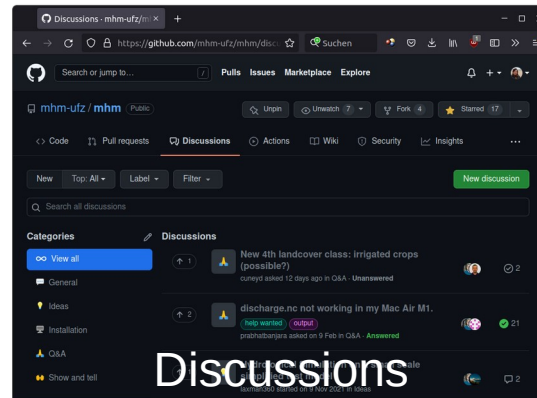 Discussions · mhm-ufz/m
https://github.com/mhm-ufz/mhm/discu
Suchen
Search or jump to...
/
Pulls Issues Marketplace Explore
mhm-ufz / mhm Public
Unpin
Unwatch 7
Fork 4
Starred 17
Code
Pull requests
Discussions
Actions
Wiki
Security
Insights
New Top: All Label Filter New discussion
Search all discussions
Categories
View all
General
Ideas
Installation
Q&A
Show and tell
Discussions
1
New 4th landcover class: irrigated crops
(possible?)
cuneyd asked 12 days ago in Q&A · Unanswered
2
2
discharge.nc not working in my Mac Air M1.
help wanted output
prabhatbanjara asked on 9 Feb in Q&A · Answered
21
scale
laxman360 started on 9 Nov 2021 in Ideas
2
Discussions